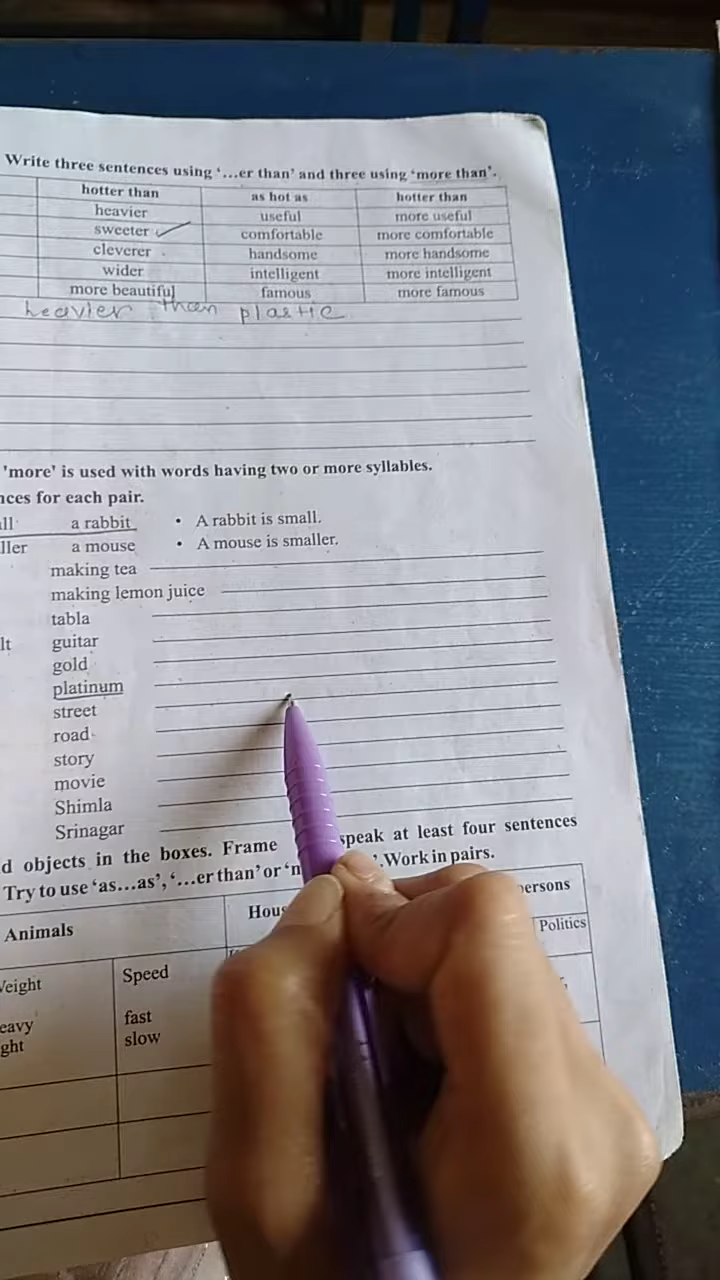 Write three sentences using '...er than' and three using 'more than'.
hotter than as hot as hotter than
heavier useful more useful
sweeter comfortable more comfortable
cleverer handsome more handsome
wider intelligent more intelligent
more beautiful famous more famous
heavier than plastic
'more' is used with words having two or more syllables.
nces for each pair.
ll a rabbit • A rabbit is small.
ller a mouse • A mouse is smaller.
making tea
making lemon juice
tabla
lt guitar
gold
platinum
street
road
story
movie
Shimla
Srinagar
d objects in the boxes. Frame speak at least four sentences
Try to use 'as...as', '...er than' or 'n '. Work in pairs.
Animals Hou ersons
Weight Speed Politics
eavy fast
ght slow